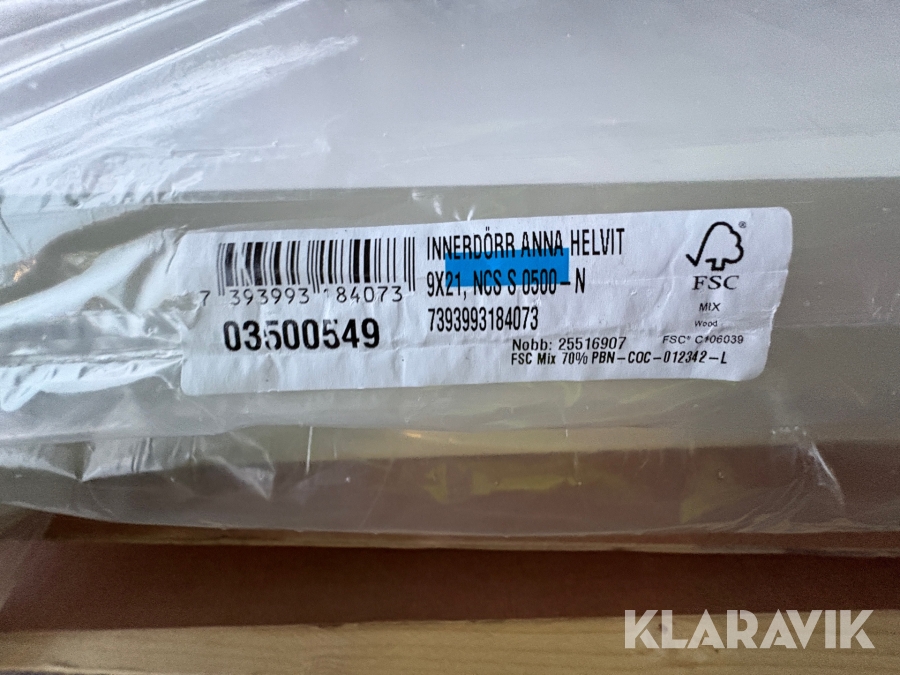 INNERDÖRR ANNA HELVIT
9X21, NCS S 0500-N
7393993184073
7 393993 184073
03500549
Nobb: 25516907
FSC Mix 70% PBN-COC-012342-L
®
FSC
MIX
Wood
FSC® C106039
KLARAVIK